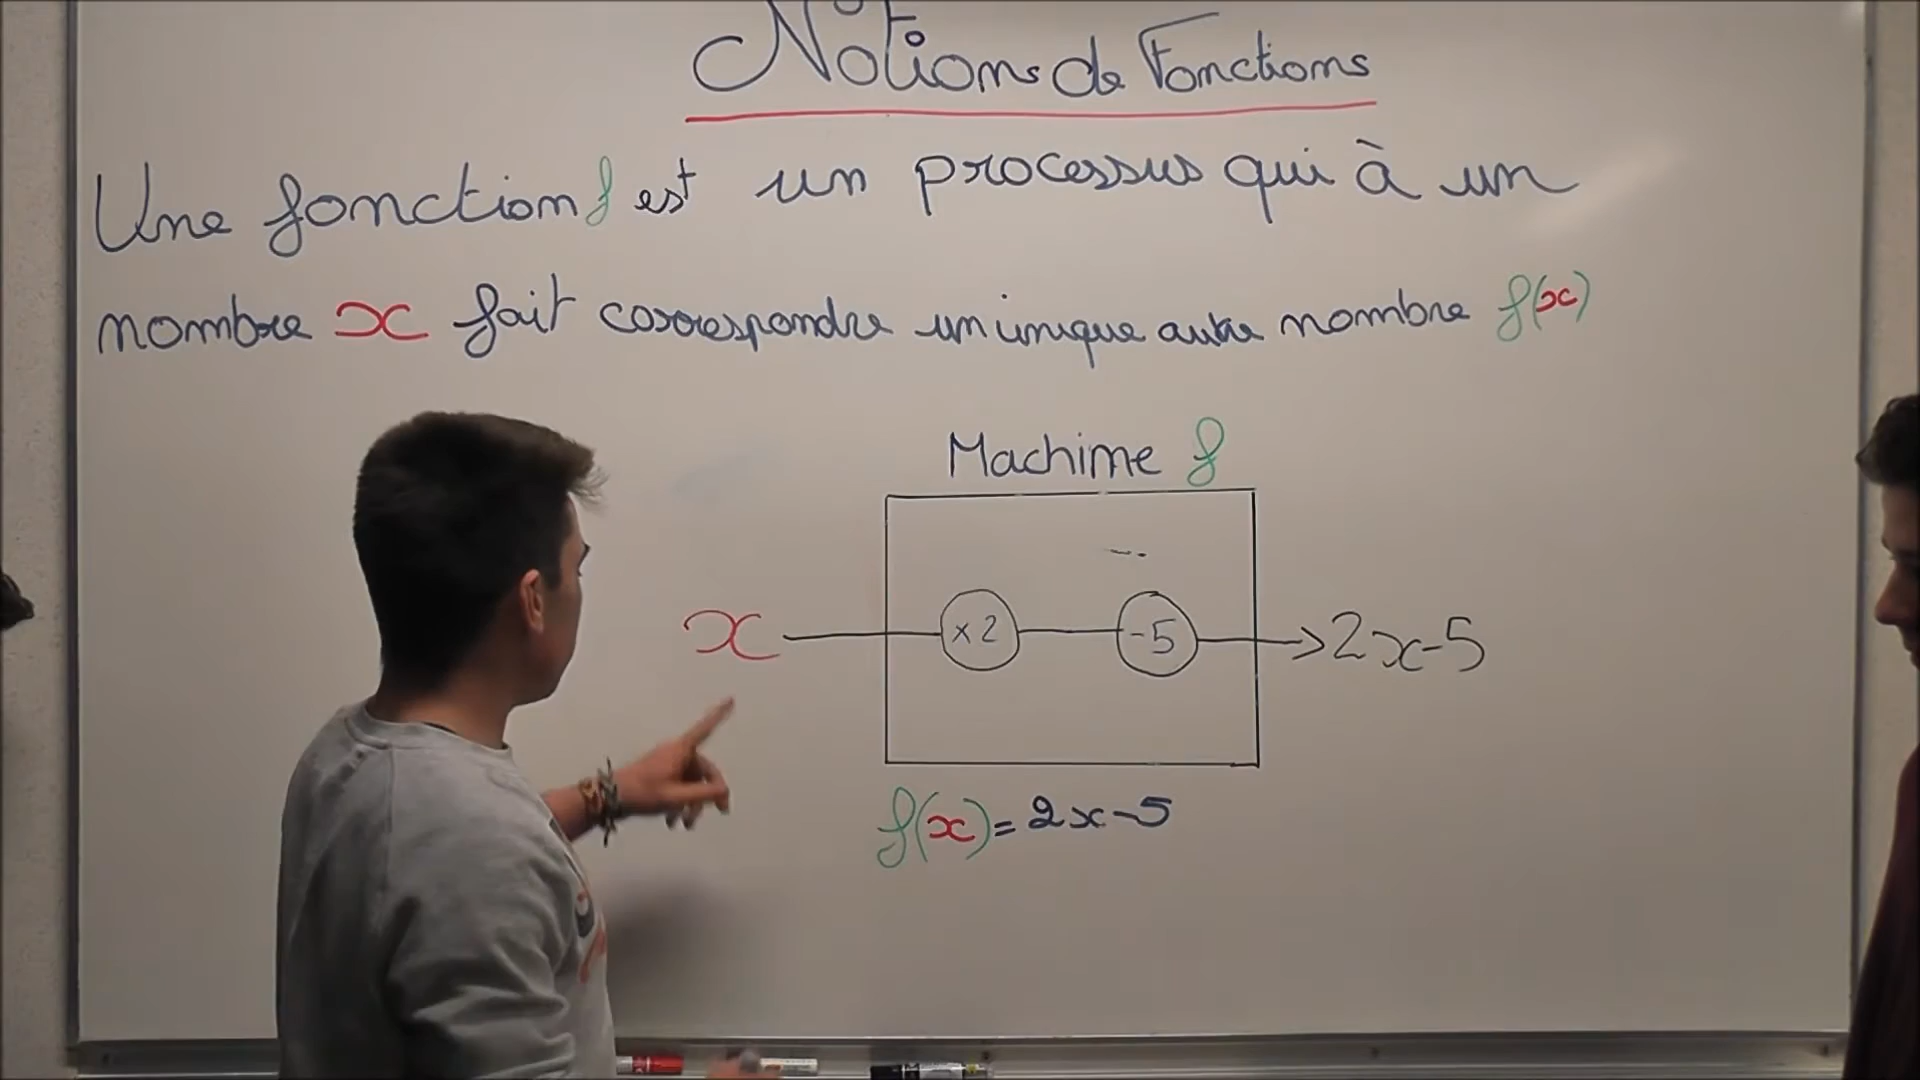 Notions de Fonctions
Une fonction f est un processus qui à un
nombre x fait correspondre un unique autre nombre f(x)
Machine f
x ×2 -5 2x-5
f(x)=2x-5